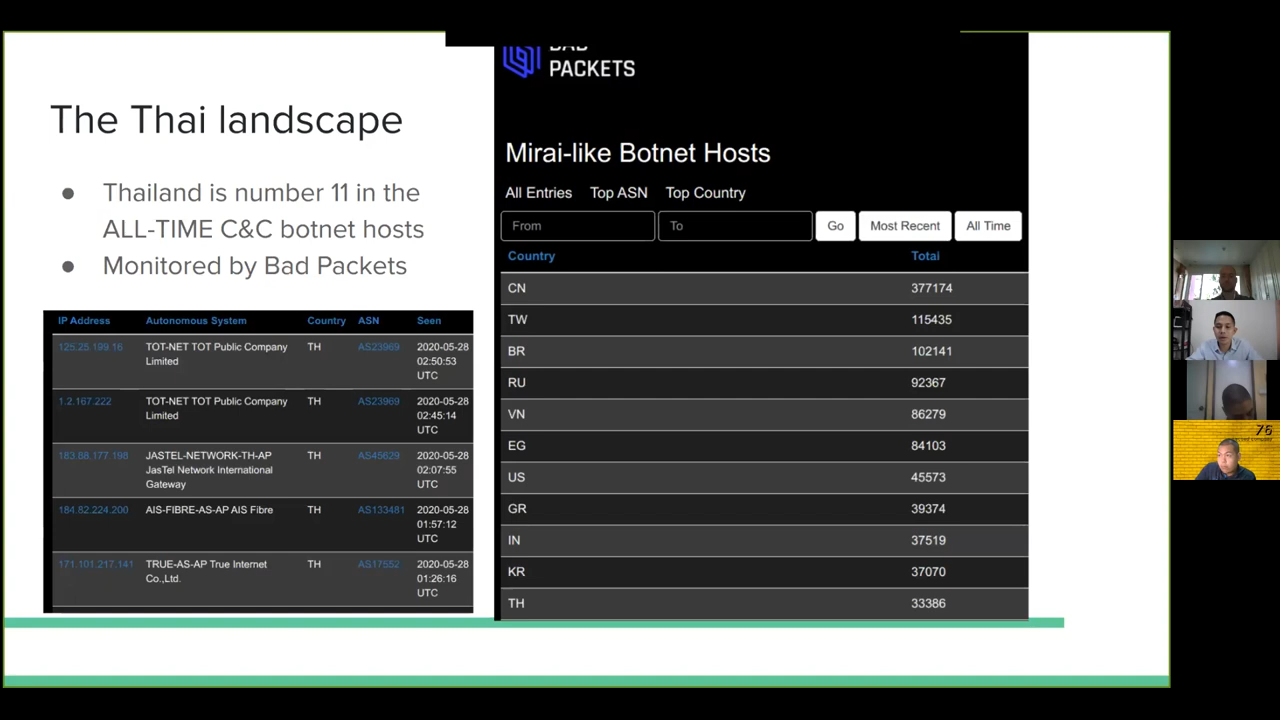 The Thai landscape
● Thailand is number 11 in the
ALL-TIME C&C botnet hosts
● Monitored by Bad Packets
IP Address Autonomous System Country ASN Seen
125.25.199.16 TOT-NET TOT Public Company TH AS23969 2020-05-28
Limited 02:50:53
UTC
1.2.167.222 TOT-NET TOT Public Company TH AS23969 2020-05-28
Limited 02:45:14
UTC
183.88.177.198 JASTEL-NETWORK-TH-AP TH AS45629 2020-05-28
JasTel Network International 02:07:55
Gateway UTC
184.82.224.200 AIS-FIBRE-AS-AP AIS Fibre TH AS133481 2020-05-28
01:57:12
UTC
171.101.217.141 TRUE-AS-AP True Internet TH AS17552 2020-05-28
Co.,Ltd. 01:26:16
UTC
BAD
PACKETS
Mirai-like Botnet Hosts
All Entries Top ASN Top Country
From To Go Most Recent All Time
Country Total
CN 377174
TW 115435
BR 102141
RU 92367
VN 86279
EG 84103
US 45573
GR 39374
IN 37519
KR 37070
TH 33386